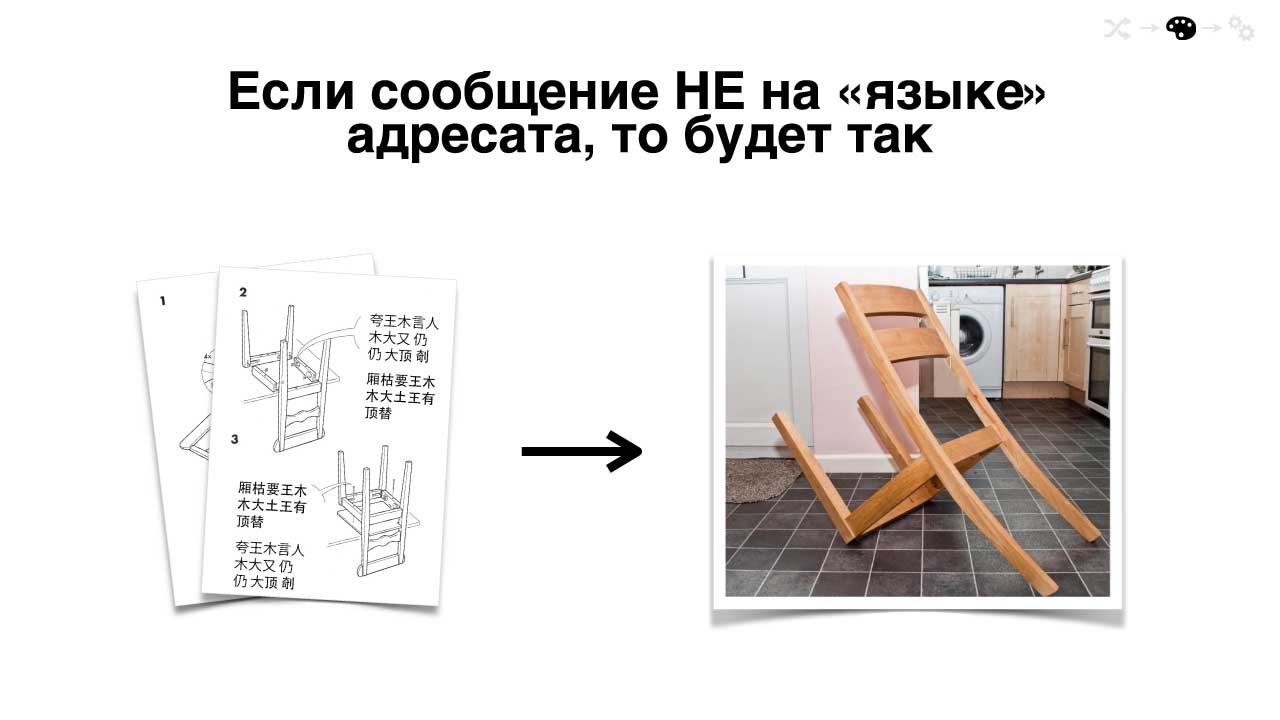 Если сообщение НЕ на «языке»
адресата, то будет так
1
4x
2
夸王木言人
木大又 仍
仍 大顶 剞
厢枯要王木
木大土王有
顶替
3
厢枯要王木
木大土王有
顶替
夸王木言人
木大又 仍
仍 大顶 剞